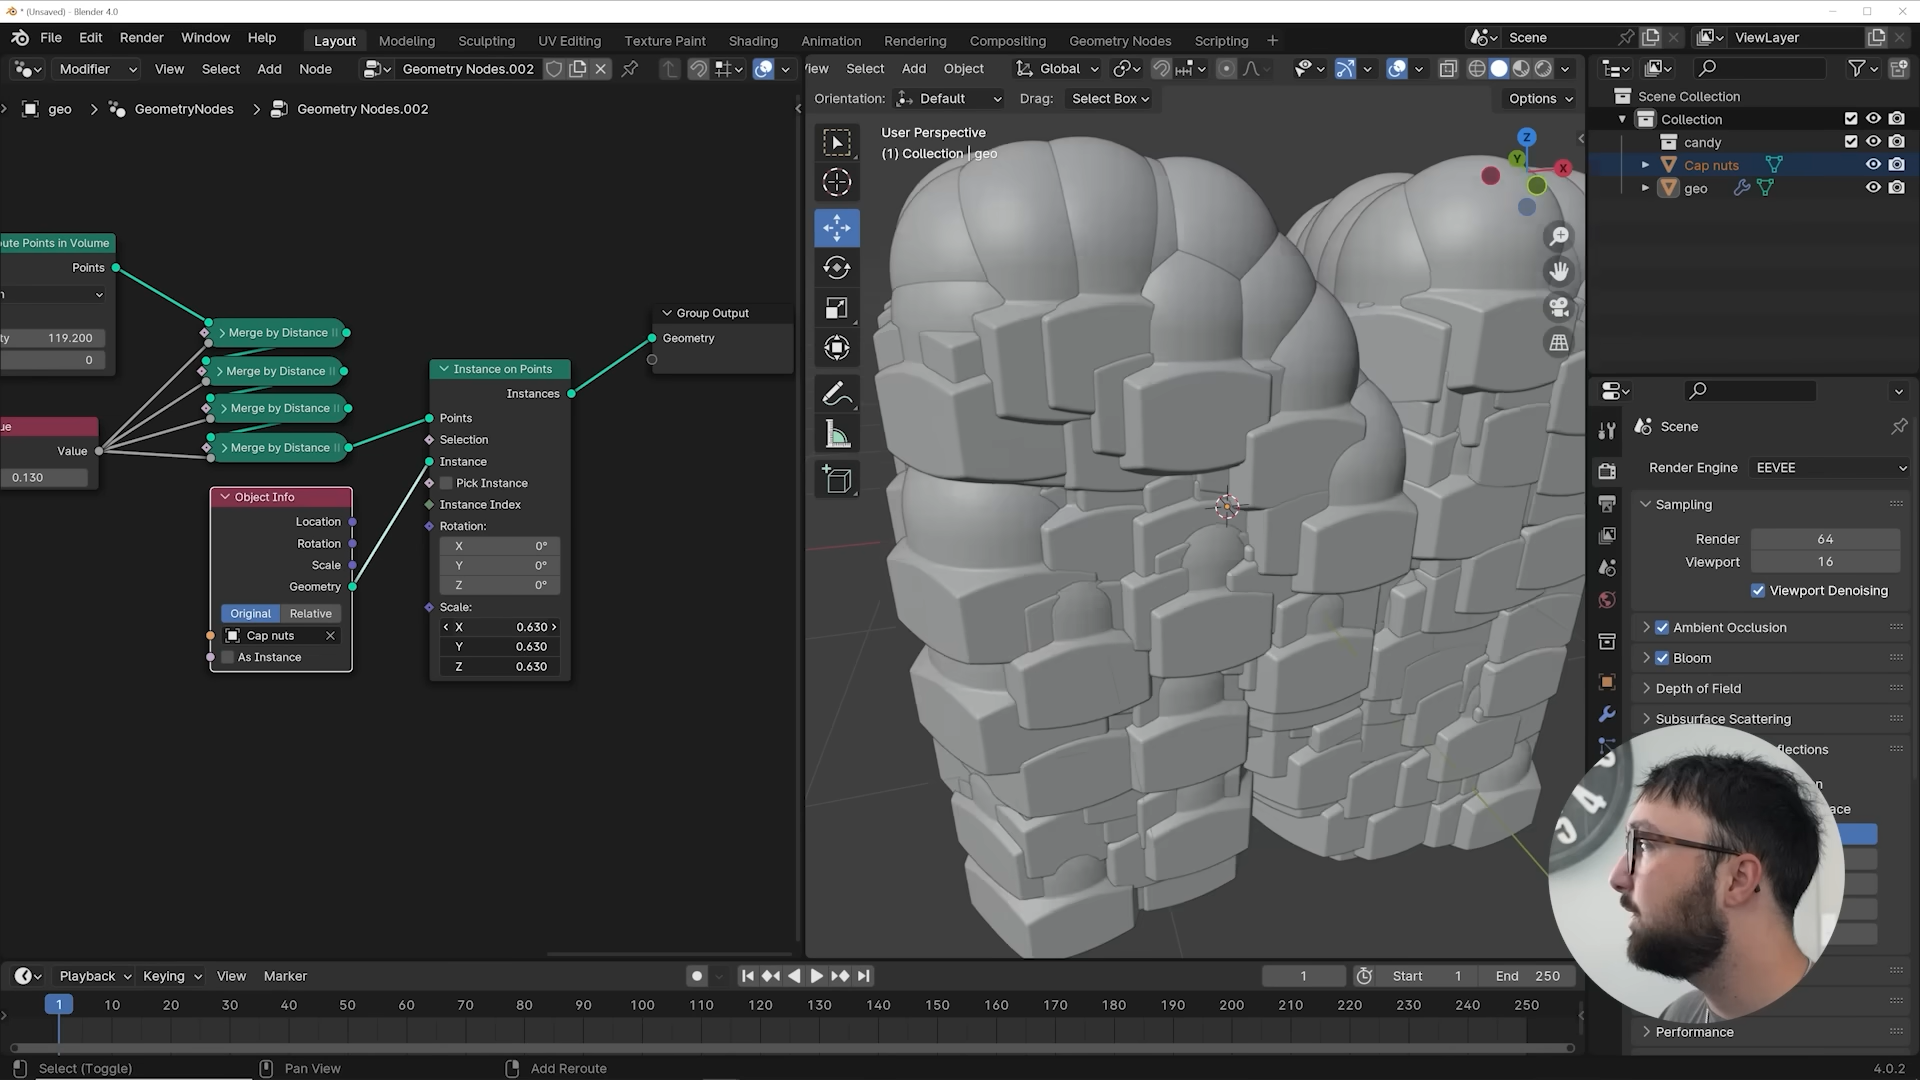 * (Unsaved) - Blender 4.0
File Edit Render Window Help
Layout Modeling Sculpting UV Editing Texture Paint Shading Animation Rendering Compositing Geometry Nodes Scripting +
Scene
ViewLayer
Modifier View Select Add Node Geometry Nodes.002
View Select Add Object Global
geo > GeometryNodes > Geometry Nodes.002
Orientation: Default Drag: Select Box Options
User Perspective
(1) Collection | geo
Z
Y
X
Scene Collection
Collection
candy
Cap nuts
geo
ute Points in Volume
Points
119.200
0
Value
0.130
Merge by Distance
Merge by Distance
Merge by Distance
Merge by Distance
Object Info
Location
Rotation
Scale
Geometry
Original Relative
Cap nuts
As Instance
Instance on Points
Instances
Points
Selection
Instance
Pick Instance
Instance Index
Rotation:
X 0°
Y 0°
Z 0°
Scale:
X 0.630
Y 0.630
Z 0.630
Group Output
Geometry
Scene
Render Engine EEVEE
Sampling
Render 64
Viewport 16
Viewport Denoising
Ambient Occlusion
Bloom
Depth of Field
Subsurface Scattering
flections
ace
Performance
Playback Keying View Marker
1 Start 1 End 250
1 10 20 30 40 50 60 70 80 90 100 110 120 130 140 150 160 170 180 190 200 210 220 230 240 250
Select (Toggle) Pan View Add Reroute 4.0.2